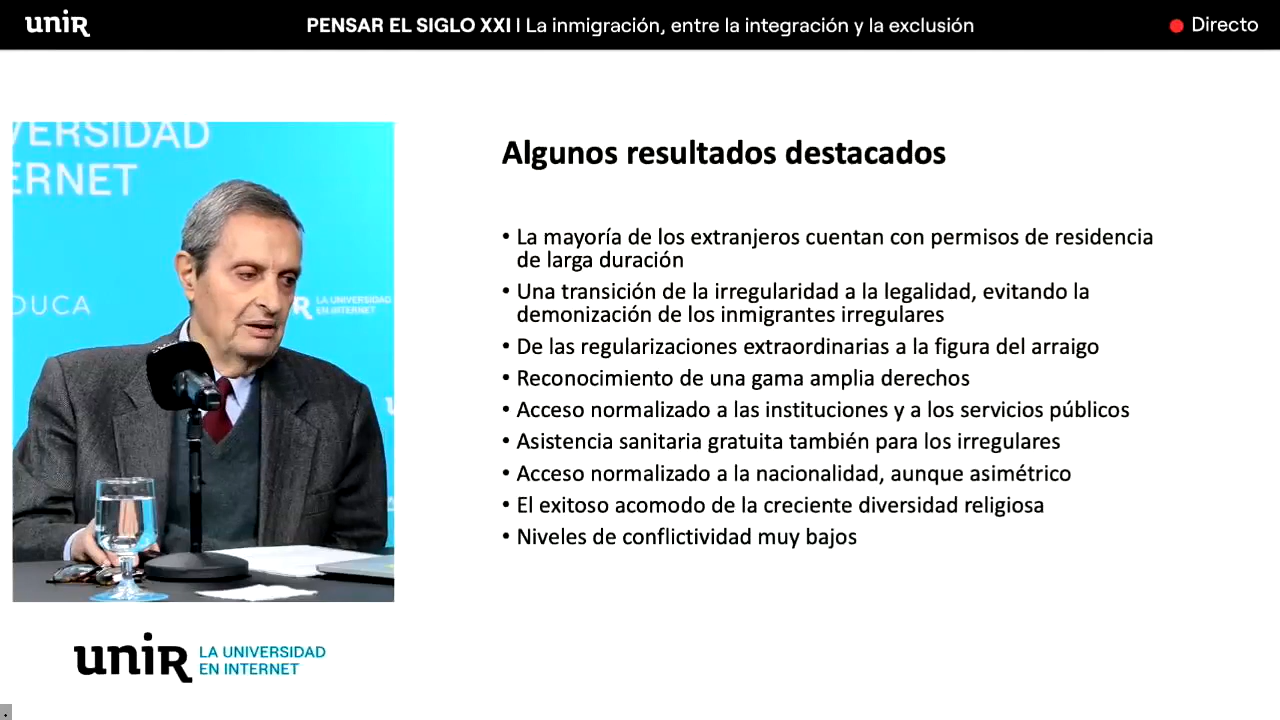 unir
PENSAR EL SIGLO XXI I La inmigración, entre la integración y la exclusión
Directo
VERSIDAD
ERNET
DUCA
R LA UNIVERSIDAD
EN INTERNET
Algunos resultados destacados
• La mayoría de los extranjeros cuentan con permisos de residencia
de larga duración
• Una transición de la irregularidad a la legalidad, evitando la
demonización de los inmigrantes irregulares
• De las regularizaciones extraordinarias a la figura del arraigo
• Reconocimiento de una gama amplia derechos
• Acceso normalizado a las instituciones y a los servicios públicos
• Asistencia sanitaria gratuita también para los irregulares
• Acceso normalizado a la nacionalidad, aunque asimétrico
• El exitoso acomodo de la creciente diversidad religiosa
• Niveles de conflictividad muy bajos
unir LA UNIVERSIDAD
EN INTERNET